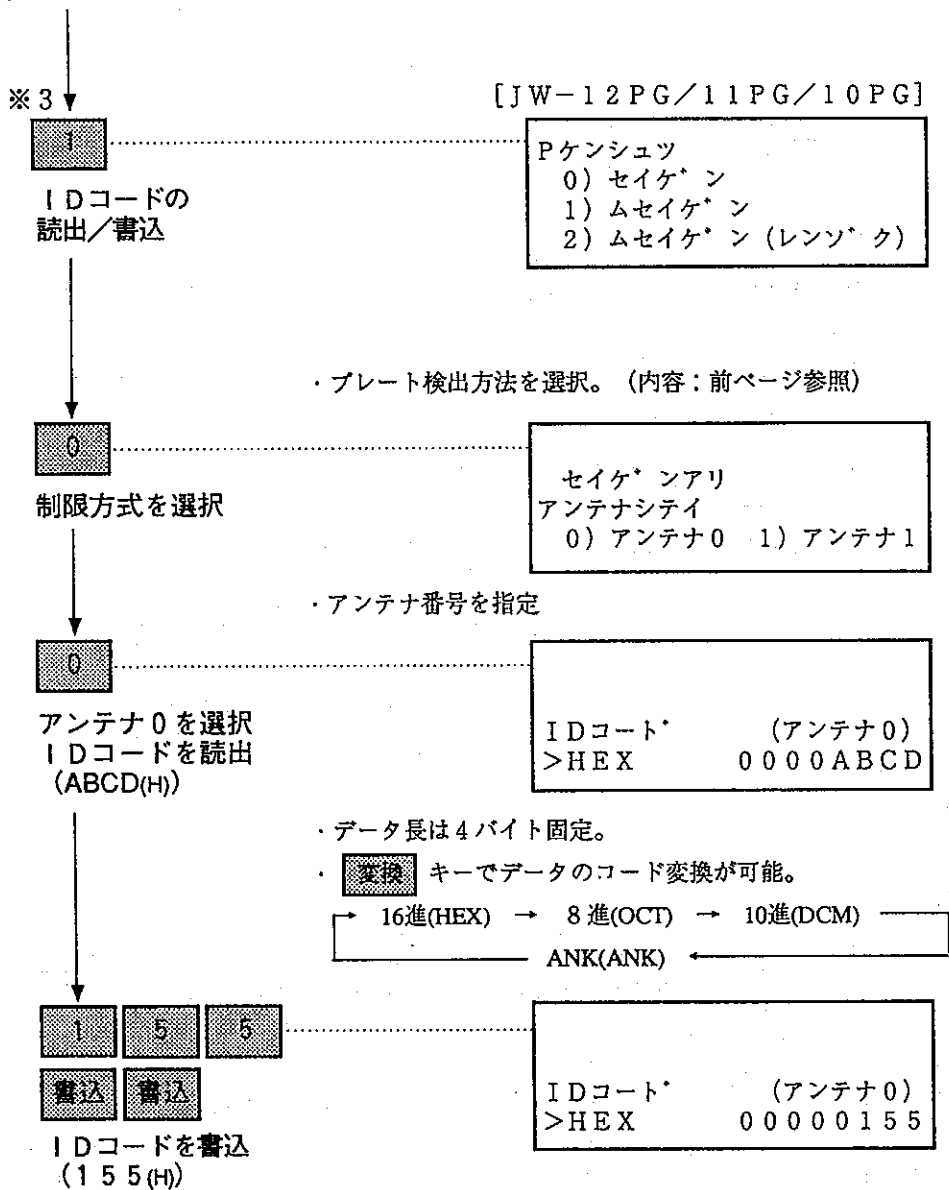 ※3
[JW-12PG/11PG/10PG]
1
IDコードの
読出/書込
Pケンシュツ
0) セイケ゛ン
1) ムセイケ゛ン
2) ムセイケ゛ン (レンソ゛ク)
・プレート検出方法を選択。(内容:前ページ参照)
0
制限方式を選択
セイケ゛ンアリ
アンテナシテイ
0) アンテナ0 1) アンテナ1
・アンテナ番号を指定
0
アンテナ0を選択
IDコードを読出
(ABCD(H))
IDコート゛ (アンテナ0)
>HEX 0000ABCD
・データ長は4バイト固定。
・ 変換 キーでデータのコード変換が可能。
→ 16進(HEX) → 8進(OCT) → 10進(DCM)
ANK(ANK) ←
1 5 5
書込 書込
IDコードを書込
(155(H))
IDコート゛ (アンテナ0)
>HEX 00000155